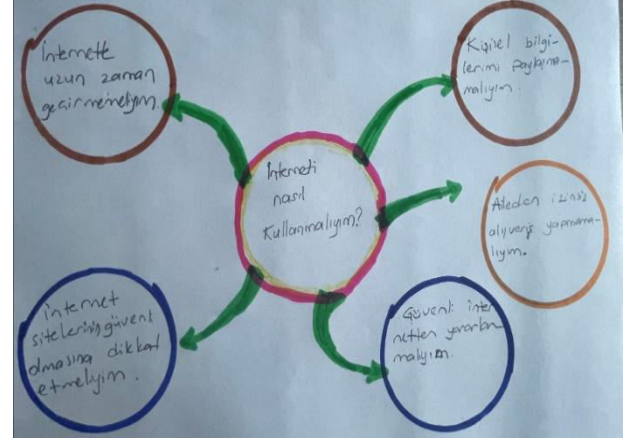 İnternette
uzun zaman
geçirmemeliyim.
Kişisel bilgi-
lerimi paylaşma-
malıyım.
İnterneti
nasıl
Kullanmalıyım?
Aileden izinsiz
alışveriş yapmama-
lıyım.
internet
sitelerinin güvenli
olmasına dikkat
etmeliyim.
Güvenli inter
netten yararlan
malıyım.